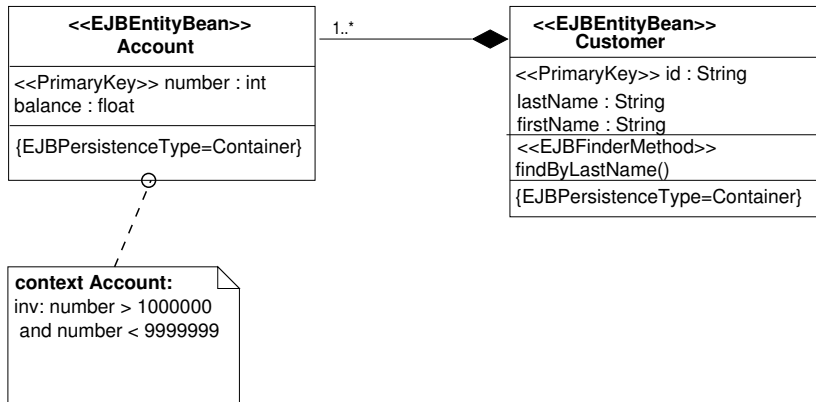 <<EJBEntityBean>>
Account
<<PrimaryKey>> number : int
balance : float
{EJBPersistenceType=Container}
1..*
<<EJBEntityBean>>
Customer
<<PrimaryKey>> id : String
lastName : String
firstName : String
<<EJBFinderMethod>>
findByLastName()
{EJBPersistenceType=Container}
context Account:
inv: number > 1000000
and number < 9999999